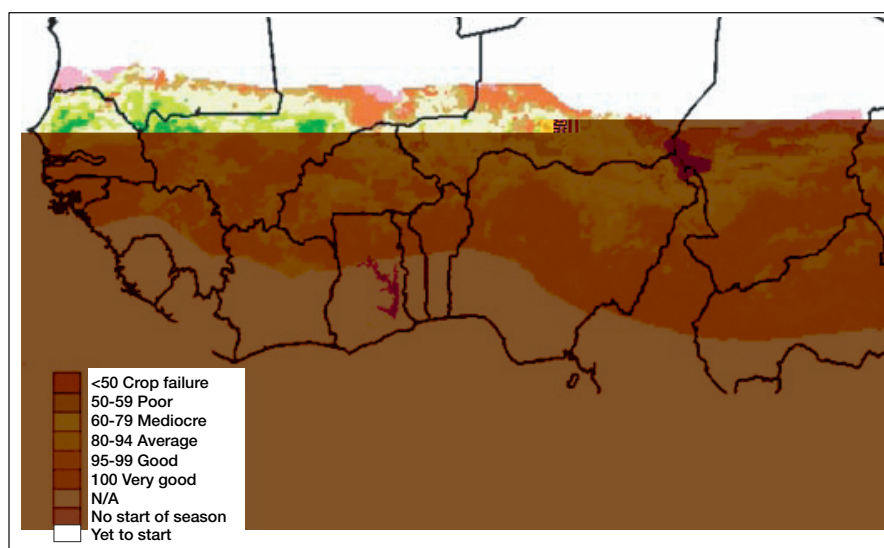 <50 Crop failure
50-59 Poor
60-79 Mediocre
80-94 Average
95-99 Good
100 Very good
N/A
No start of season
Yet to start